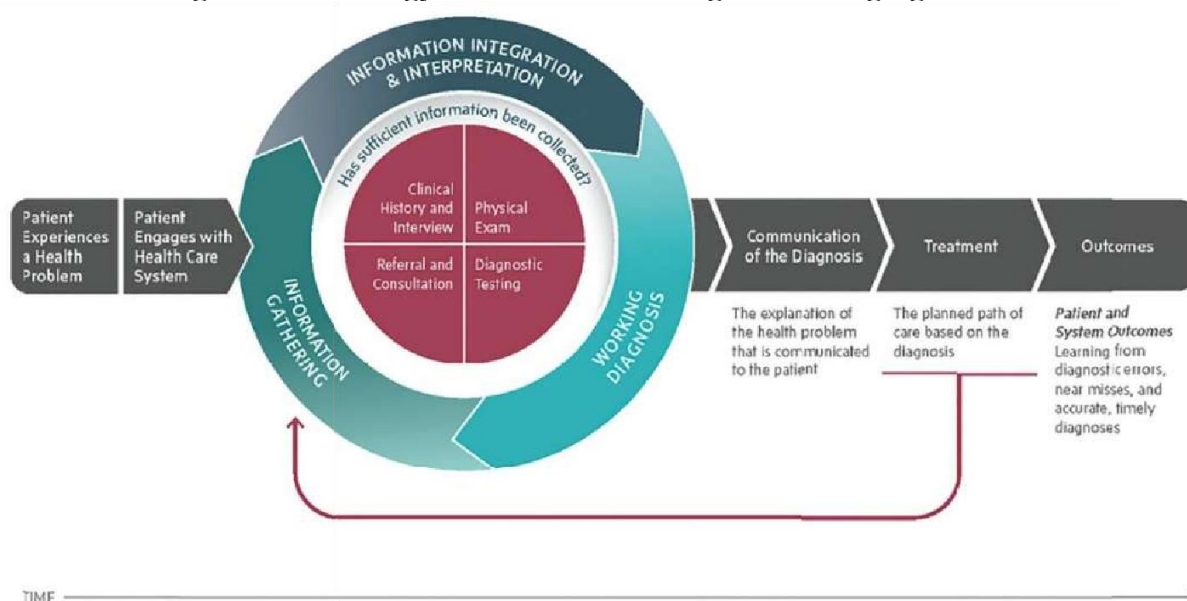 Patient
Experiences
a Health
Problem
Patient
Engages with
Health Care
System
INFORMATION INTEGRATION
& INTERPRETATION
Has sufficient information been collected?
Clinical
History and
Interview
Physical
Exam
Referral and
Consultation
Diagnostic
Testing
INFORMATION
GATHERING
WORKING
DIAGNOSIS
Communication
of the Diagnosis
The explanation of
the health problem
that is communicated
to the patient
Treatment
The planned path of
care based on the
diagnosis
Outcomes
Patient and
System Outcomes
Learning from
diagnostic errors,
near misses, and
accurate, timely
diagnoses
TIME